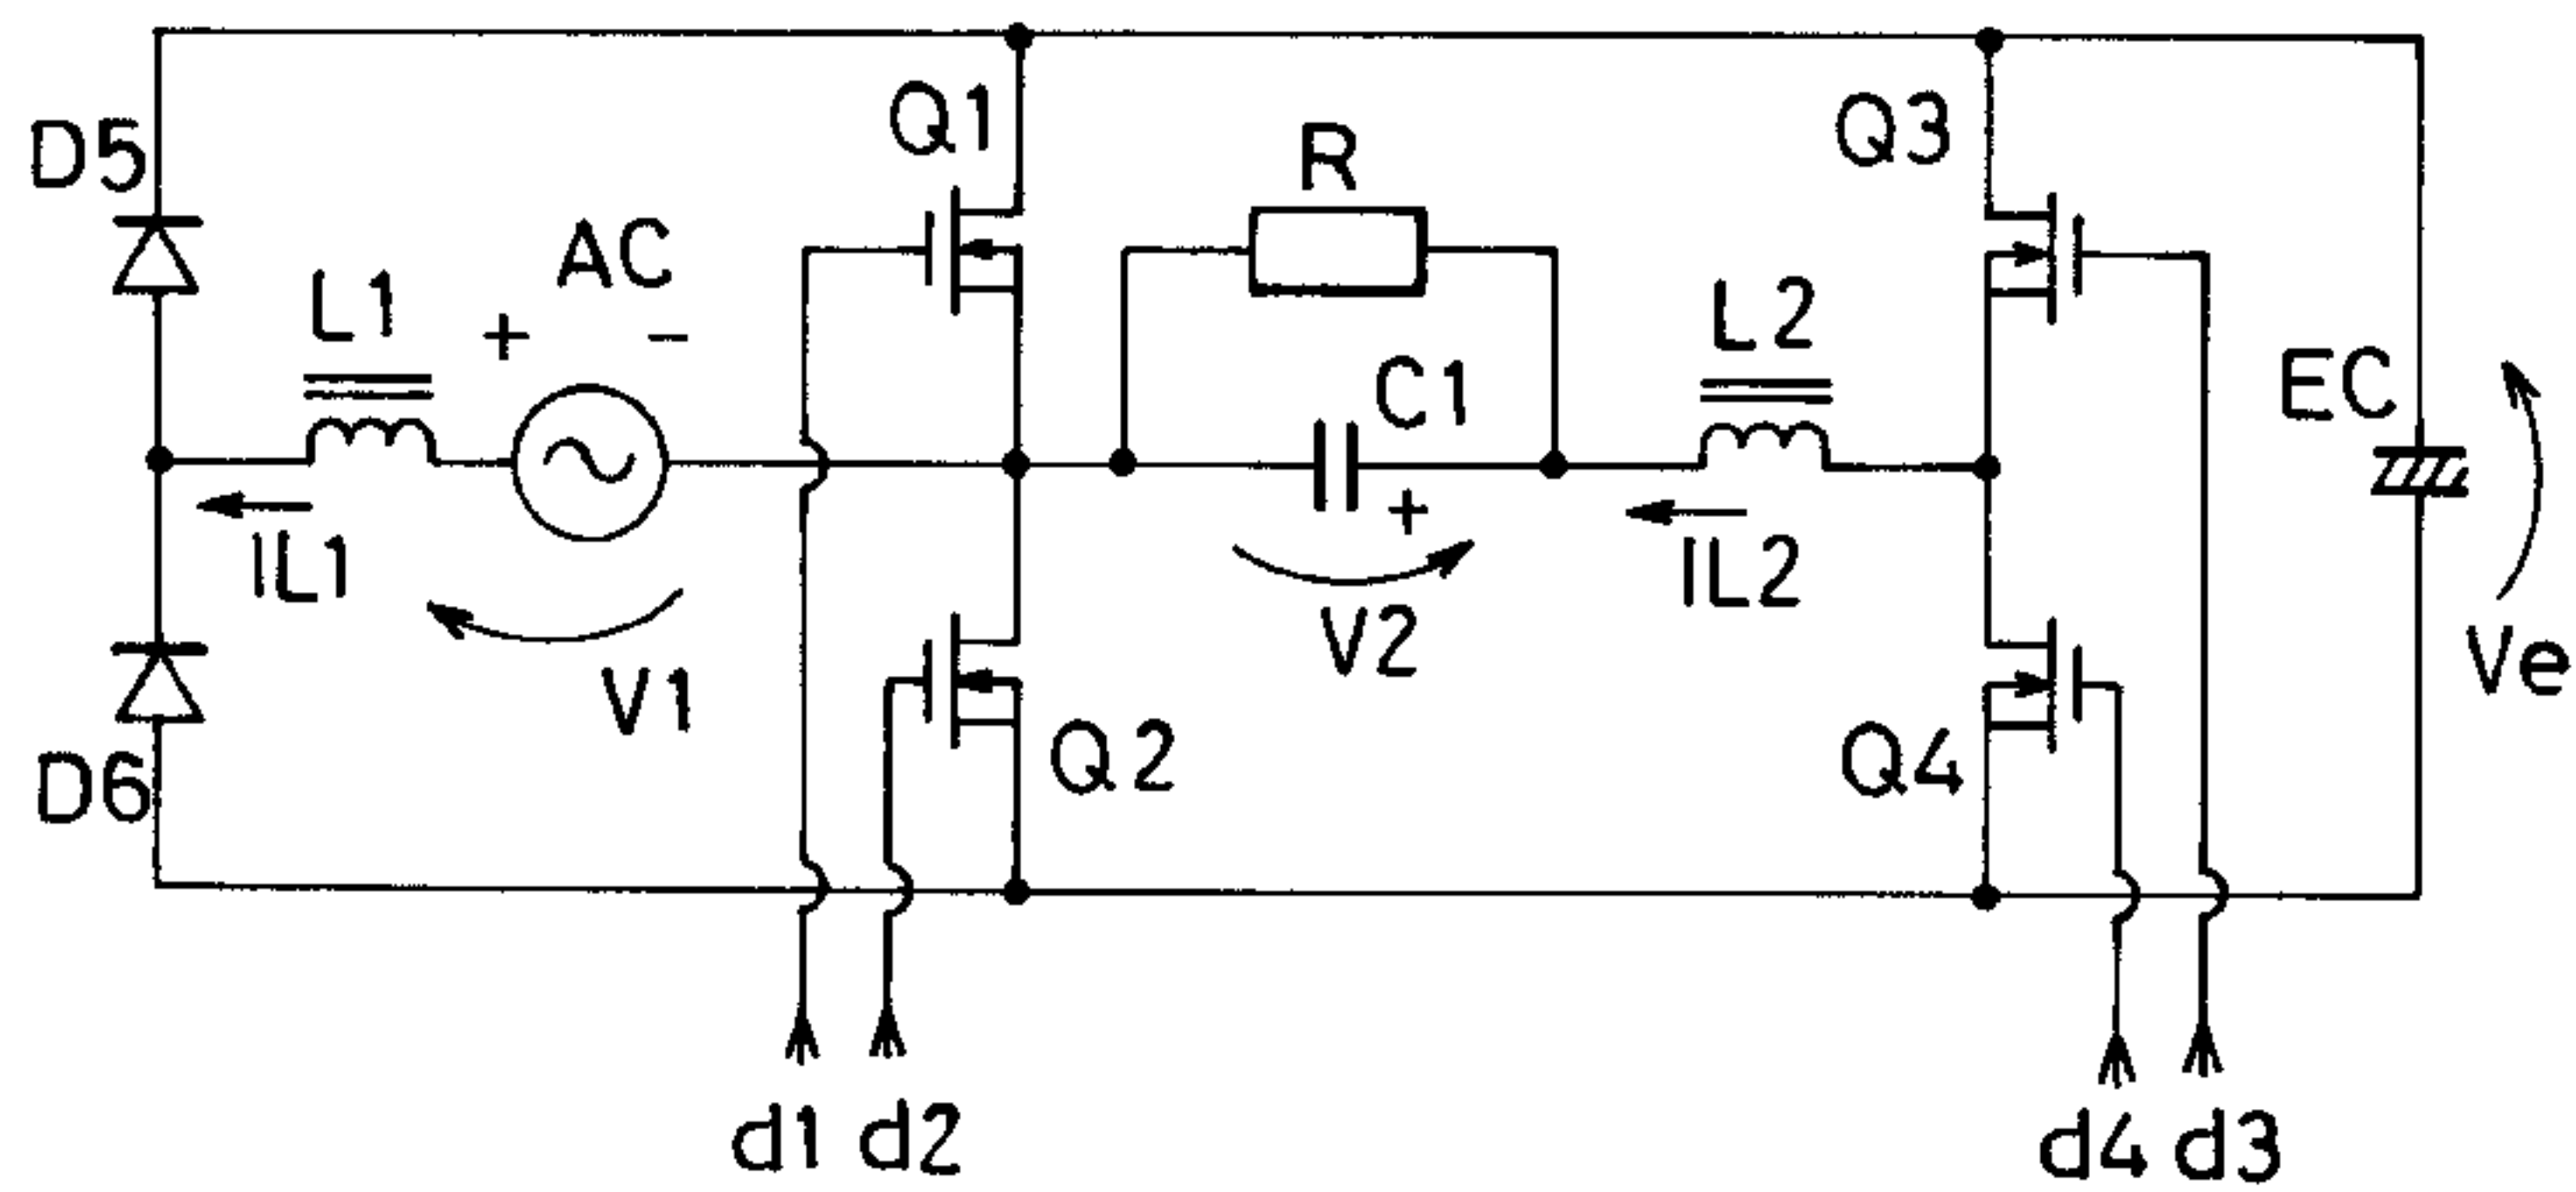 Q1
R
Q3
D5
AC
L1
+
−
L2
EC
C1
+
IL1
IL2
V1
V2
Ve
Q2
Q4
D6
d1
d2
d4
d3